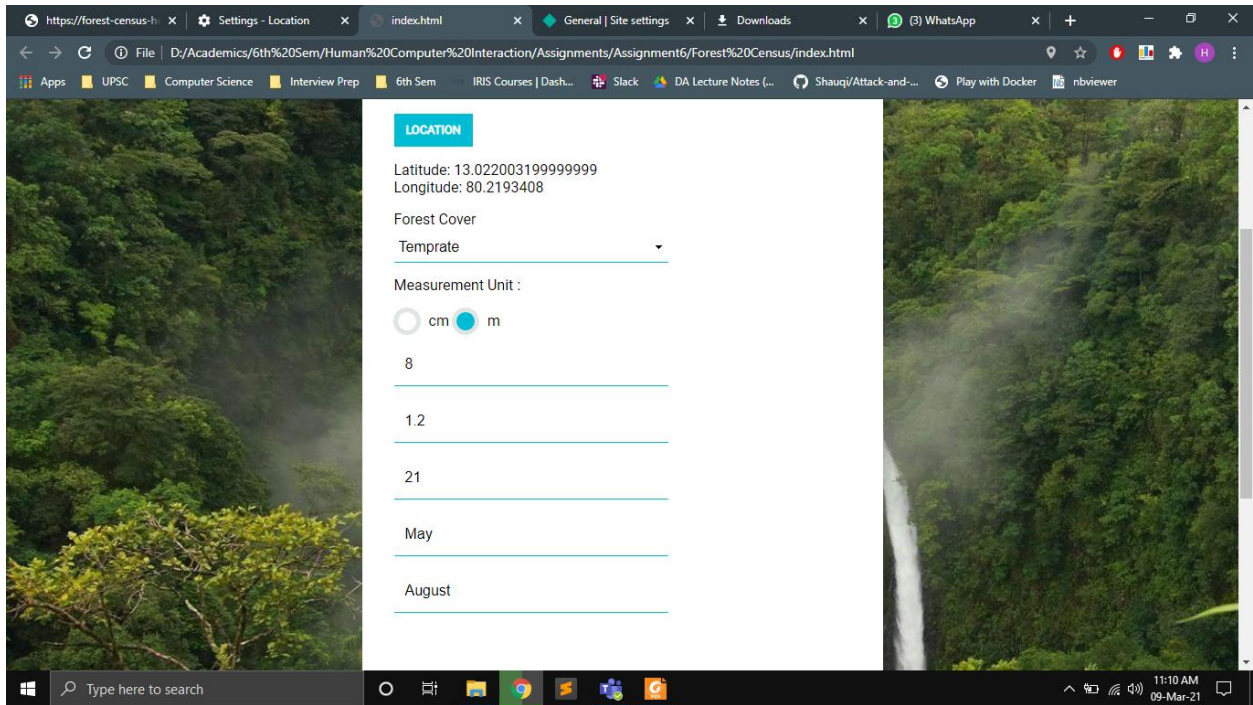 https://forest-census-h
Settings - Location
index.html
General | Site settings
Downloads
(3) WhatsApp
File | D:/Academics/6th%20Sem/Human%20Computer%20Interaction/Assignments/Assignment6/Forest%20Census/index.html
H
Apps UPSC Computer Science Interview Prep 6th Sem IRIS Courses | Dash... Slack DA Lecture Notes (... Shauqi/Attack-and-... Play with Docker nbviewer
LOCATION
Latitude: 13.022003199999999
Longitude: 80.2193408
Forest Cover
Temprate
Measurement Unit :
cm m
8
1.2
21
May
August
Type here to search
11:10 AM
09-Mar-21